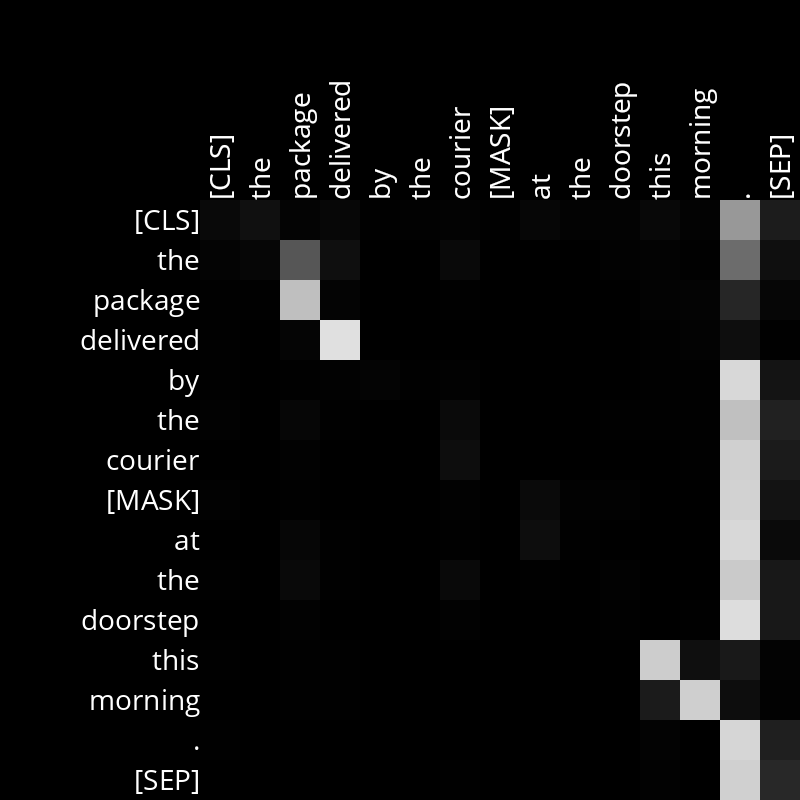 [CLS] the package delivered by the courier [MASK] at the doorstep this morning . [SEP]
[CLS]
the
package
delivered
by
the
courier
[MASK]
at
the
doorstep
this
morning
.
[SEP]